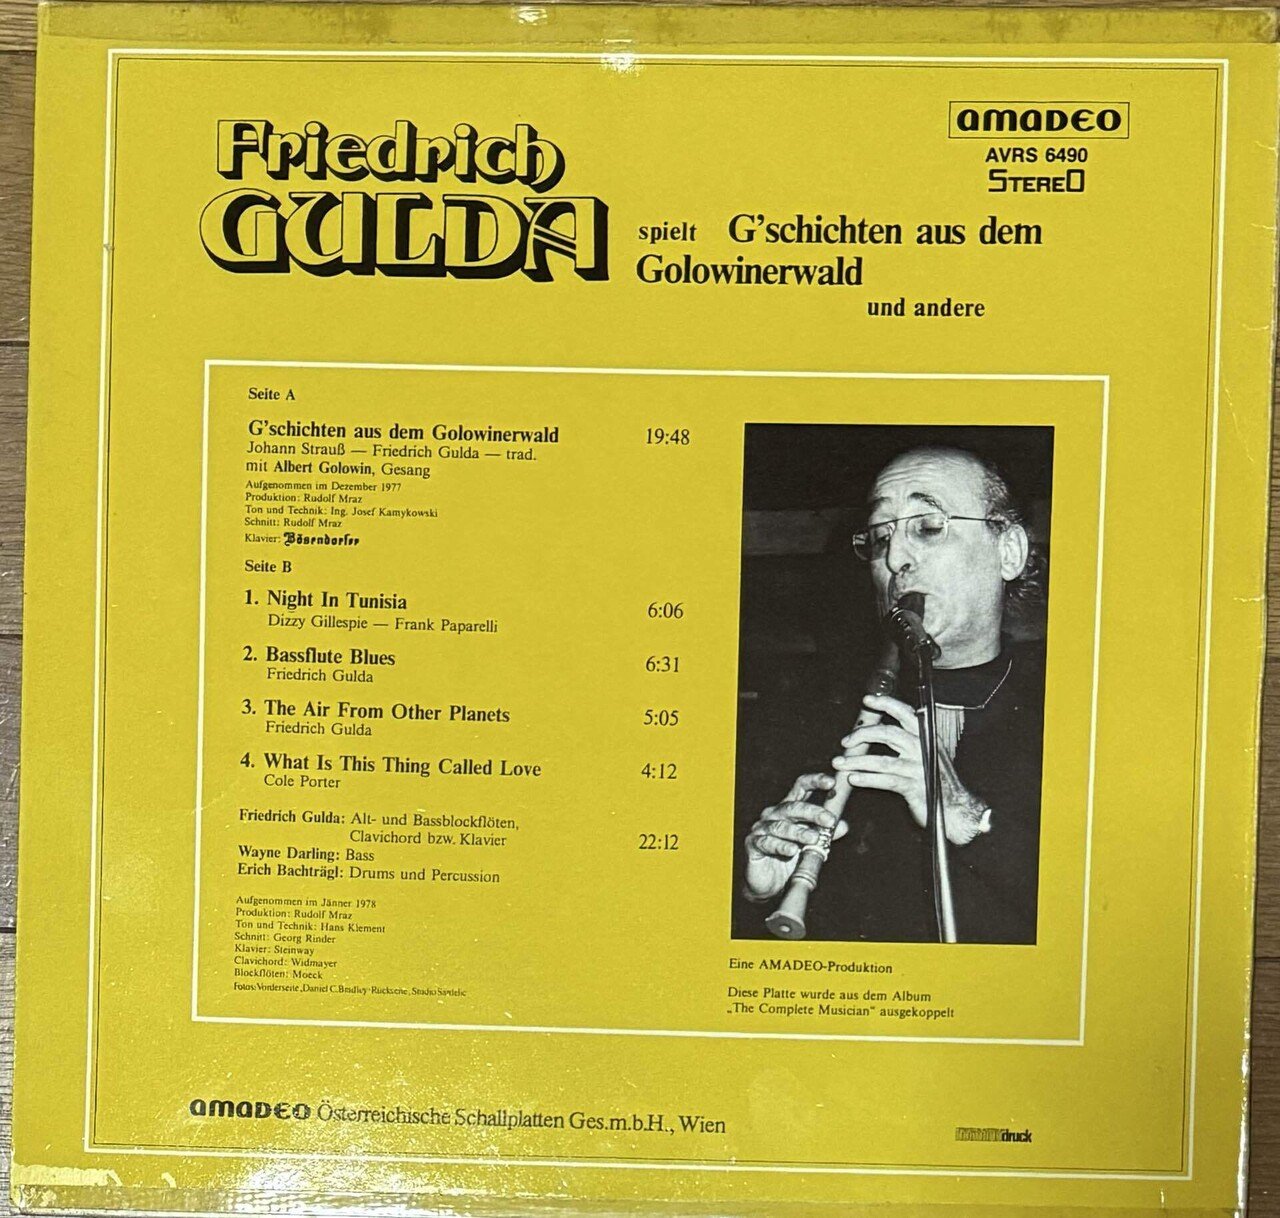 Friedrich
GULDA
amadeo
AVRS 6490
STEREO
spielt G'schichten aus dem
Golowinerwald
und andere
Seite A
G'schichten aus dem Golowinerwald 19:48
Johann Strauß — Friedrich Gulda — trad.
mit Albert Golowin, Gesang
Aufgenommen im Dezember 1977
Produktion: Rudolf Mraz
Ton und Technik: Ing. Josef Kamykowski
Schnitt: Rudolf Mraz
Klavier: Bösendorfer
Seite B
1. Night In Tunisia 6:06
Dizzy Gillespie — Frank Paparelli
2. Bassflute Blues 6:31
Friedrich Gulda
3. The Air From Other Planets 5:05
Friedrich Gulda
4. What Is This Thing Called Love 4:12
Cole Porter
Friedrich Gulda: Alt- und Bassblockflöten,
Clavichord bzw. Klavier 22:12
Wayne Darling: Bass
Erich Bachträgl: Drums und Percussion
Aufgenommen im Jänner 1978
Produktion: Rudolf Mraz
Ton und Technik: Hans Klement
Schnitt: Georg Rinder
Klavier: Steinway
Clavichord: Widmayer
Blockflöten: Moeck
Fotos: Vorderseite, Daniel C. Bradley · Rückseite, Studio
Eine AMADEO-Produktion
Diese Platte wurde aus dem Album
„The Complete Musician" ausgekoppelt
amadeo Österreichische Schallplatten Ges.m.b.H., Wien
druck